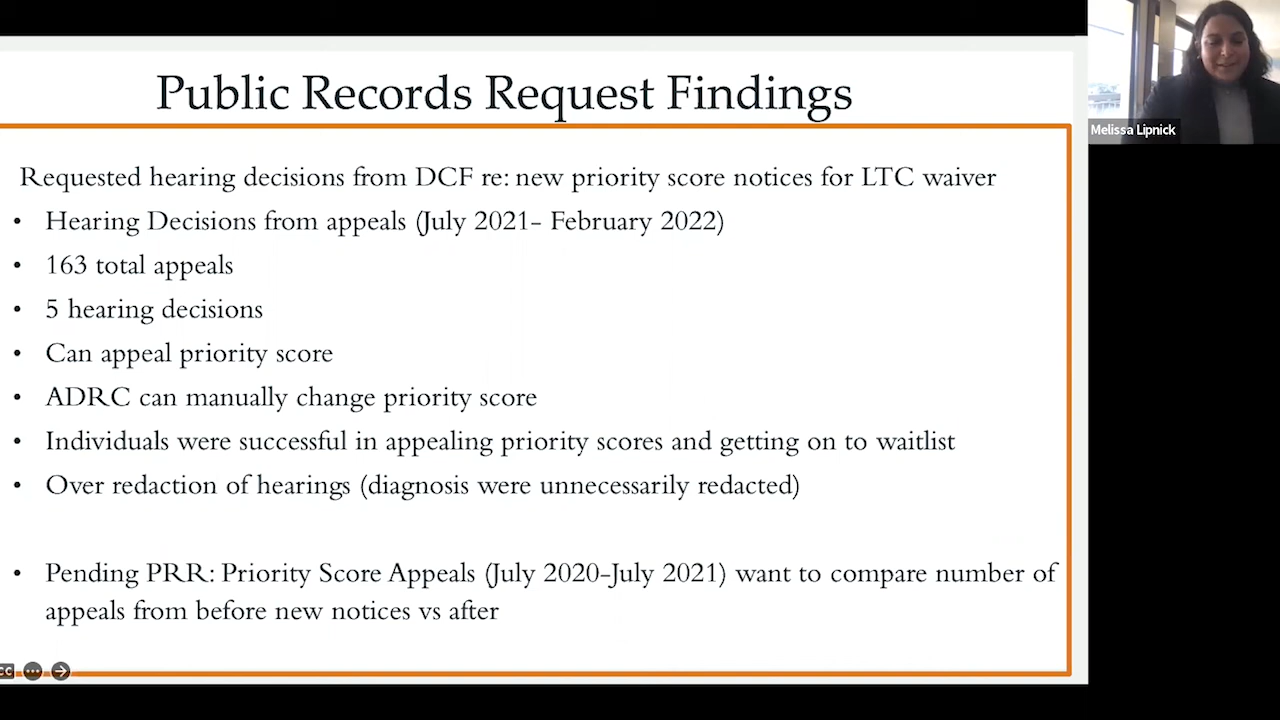 Public Records Request Findings
Melissa Lipnick
Requested hearing decisions from DCF re: new priority score notices for LTC waiver
• Hearing Decisions from appeals (July 2021- February 2022)
• 163 total appeals
• 5 hearing decisions
• Can appeal priority score
• ADRC can manually change priority score
• Individuals were successful in appealing priority scores and getting on to waitlist
• Over redaction of hearings (diagnosis were unnecessarily redacted)
• Pending PRR: Priority Score Appeals (July 2020-July 2021) want to compare number of
appeals from before new notices vs after
CC